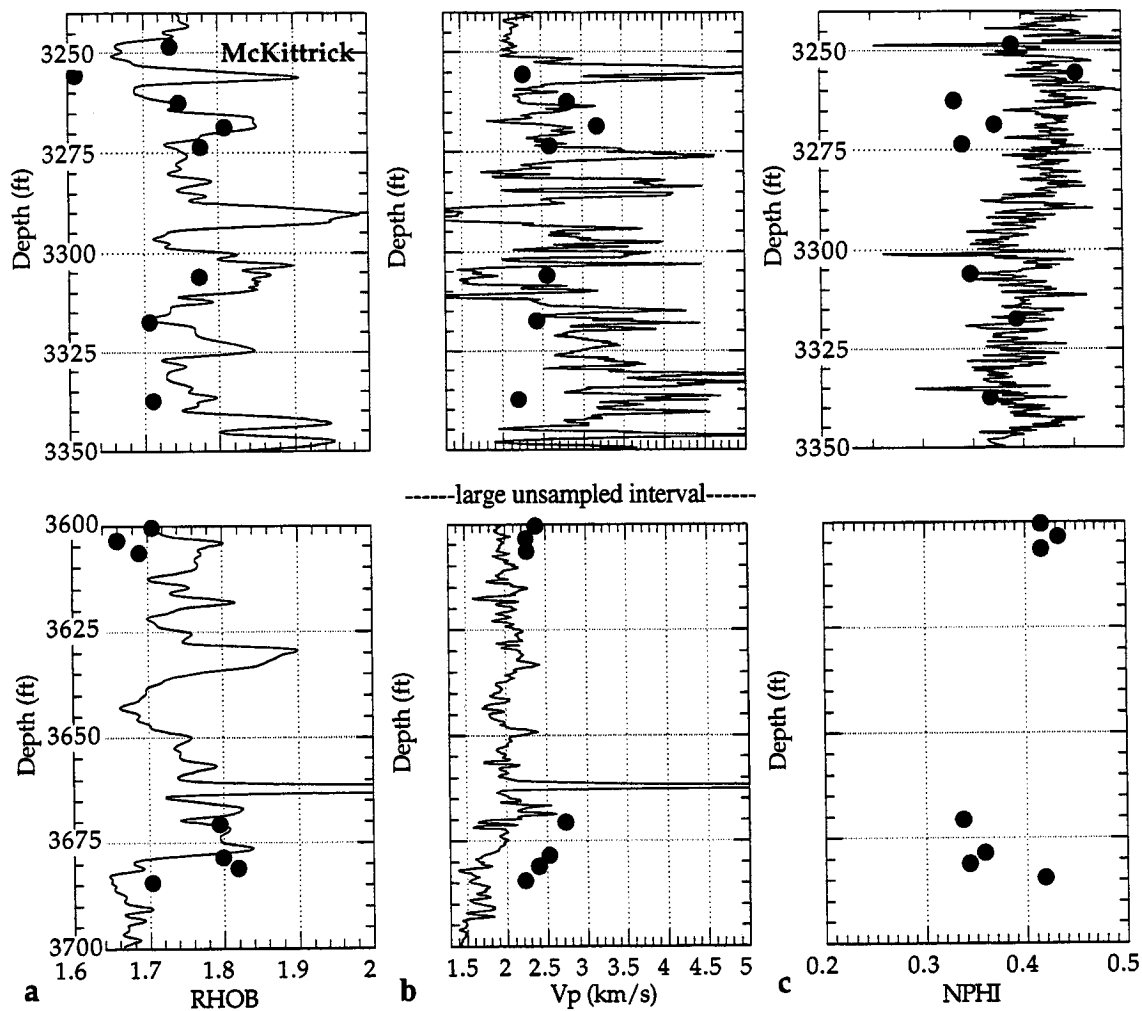 McKittrick
3250
3275
3300
3325
3350
Depth (ft)
Depth (ft)
3250
3275
3300
3325
3350
Depth (ft)
------large unsampled interval------
3600
3625
3650
3675
3700
Depth (ft)
Depth (ft)
Depth (ft)
1.6 1.7 1.8 1.9 2
1.5 2 2.5 3 3.5 4 4.5 5
0.2 0.3 0.4 0.5
a RHOB
b Vp (km/s)
c NPHI